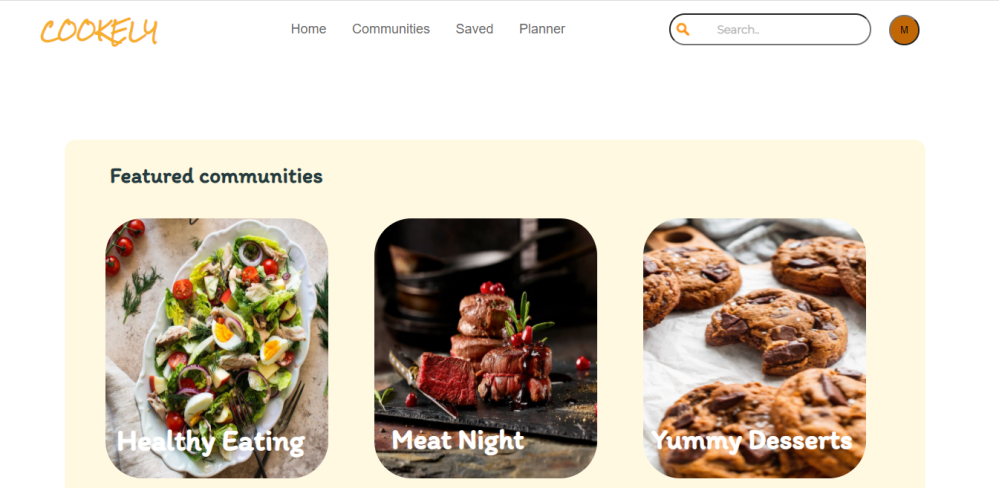 COOKELY
Home Communities Saved Planner
Search..
M
Featured communities
Healthy Eating
Meat Night
Yummy Desserts